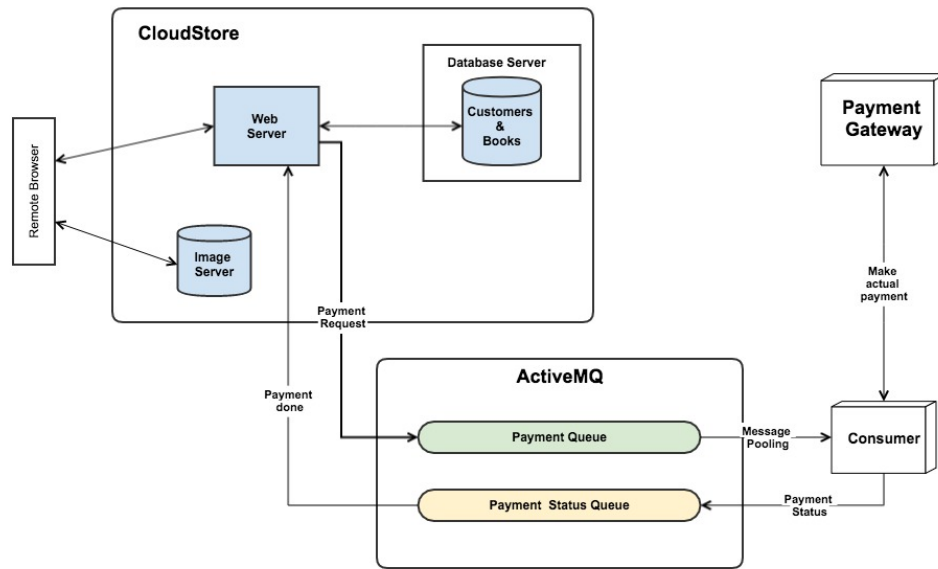 CloudStore
Database Server
Web
Server
Customers
&
Books
Payment
Gateway
Remote Browser
Image
Server
Make
actual
payment
Payment
Request
ActiveMQ
Payment
done
Payment Queue
Message
Pooling
Consumer
Payment Status Queue
Payment
Status